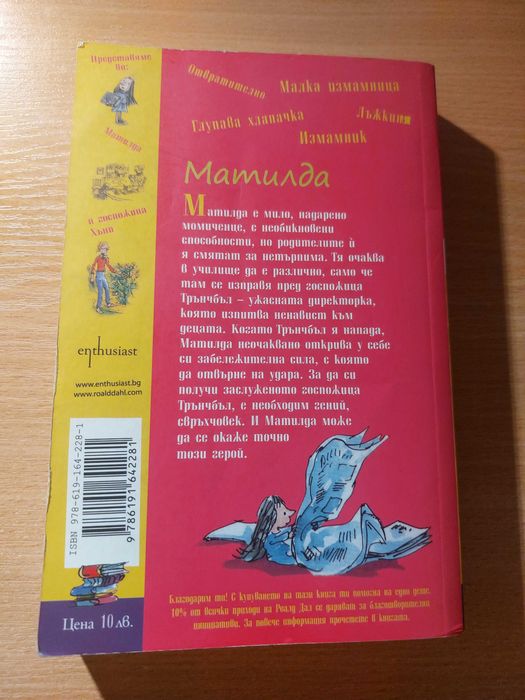 Представяме
ви:
Матилда
и госпожица
Хъни
enthusiast
www.enthusiast.bg
www.roalddahl.com
ISBN 978-619-164-228-1
9 786191 642281
Цена 10 лв.
Отвратително
Малка измамница
Глупава хлапачка
Лъжкиня
Измамник
Матилда
Матилда е мило, надарено
момиченце, с необикновени
способности, но родителите ѝ
я смятат за нетърпима. Тя очаква
в училище да е различно, само че
там се изправя пред госпожица
Трънчбъл – ужасната директорка,
която изпитва ненавист към
децата. Когато Трънчбъл я напада,
Матилда неочаквано открива у себе
си забележителна сила, с която
да отвърне на удара. За да си
получи заслуженото госпожица
Трънчбъл, е необходим гений,
свръхчовек. И Матилда може
да се окаже точно
този герой.
Благодарим ти! С купуването на тази книга ти помогна на едно дете.
10% от всички приходи на Роалд Дал се даряват за благотворителни
инициативи. За повече информация прочетете в книгата.